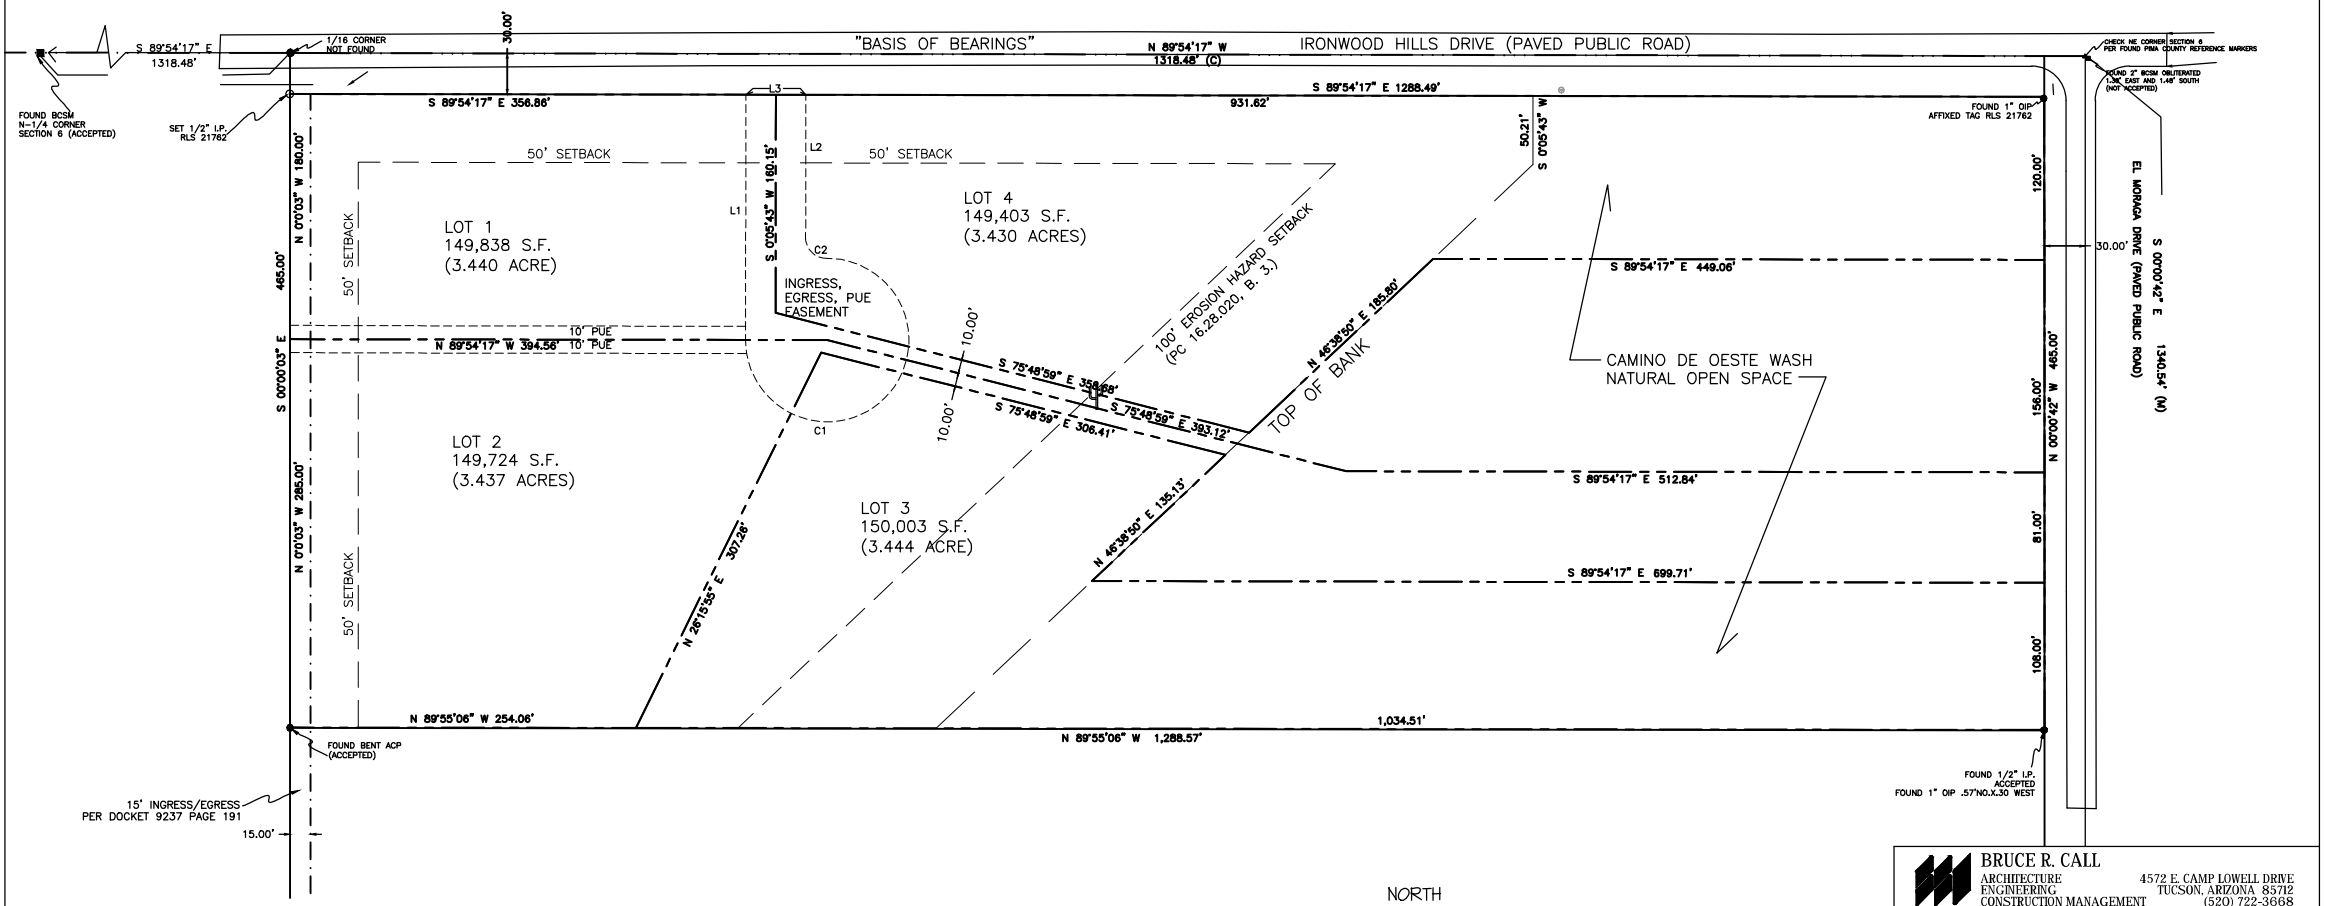 1/16 CORNER
NOT FOUND
30.00'
S 89°54'17" E
1318.48'
"BASIS OF BEARINGS"
N 89°54'17" W
1318.48' (C)
IRONWOOD HILLS DRIVE (PAVED PUBLIC ROAD)
CHECK NE CORNER SECTION 6
PER FOUND PIMA COUNTY REFERENCE MARKERS
FOUND 2" BCSM OBLITERATED
1.38' EAST AND 1.48' SOUTH
(NOT ACCEPTED)
FOUND BCSM
N-1/4 CORNER
SECTION 6 (ACCEPTED)
SET 1/2" I.P.
RLS 21762
S 89°54'17" E 356.86'
L3
S 89°54'17" E 1288.49'
931.62'
FOUND 1" OIP
AFFIXED TAG RLS 21762
N 0°0'03" W 180.00'
50' SETBACK
L2
50' SETBACK
50.21'
S 0°05'43" W
120.00'
EL MORAGA DRIVE (PAVED PUBLIC ROAD)
S 00°00'42" E 1340.54' (M)
30.00'
LOT 1
149,838 S.F.
(3.440 ACRE)
50' SETBACK
L1
S 0°05'43" W 160.15'
C2
LOT 4
149,403 S.F.
(3.430 ACRES)
465.00'
S 00°00'03" E
INGRESS,
EGRESS, PUE
EASEMENT
100' EROSION HAZARD SETBACK
(PC 16.28.020, B. 3.)
S 89°54'17" E 449.06'
N 46°38'50" E 185.80'
TOP OF BANK
10' PUE
N 89°54'17" W 394.56'
10' PUE
10.00'
10.00'
S 75°48'59" E 358.68'
S 75°48'59" E 393.12'
S 75°48'59" E 306.41'
C1
CAMINO DE OESTE WASH
NATURAL OPEN SPACE
465.00'
N 00°00'42" W
156.00'
LOT 2
149,724 S.F.
(3.437 ACRES)
N 0°0'03" W 285.00'
50' SETBACK
N 26°15'55" E 307.26'
LOT 3
150,003 S.F.
(3.444 ACRE)
N 46°38'50" E 135.13'
S 89°54'17" E 512.84'
81.00'
S 89°54'17" E 699.71'
108.00'
N 89°55'06" W 254.06'
1,034.51'
N 89°55'06" W 1,288.57'
FOUND BENT ACP
(ACCEPTED)
FOUND 1/2" I.P.
ACCEPTED
FOUND 1" OIP .57'NO.X.30 WEST
15' INGRESS/EGRESS
PER DOCKET 9237 PAGE 191
15.00'
NORTH
BRUCE R. CALL
ARCHITECTURE
ENGINEERING
CONSTRUCTION MANAGEMENT
4572 E. CAMP LOWELL DRIVE
TUCSON, ARIZONA 85712
(520) 722-3668